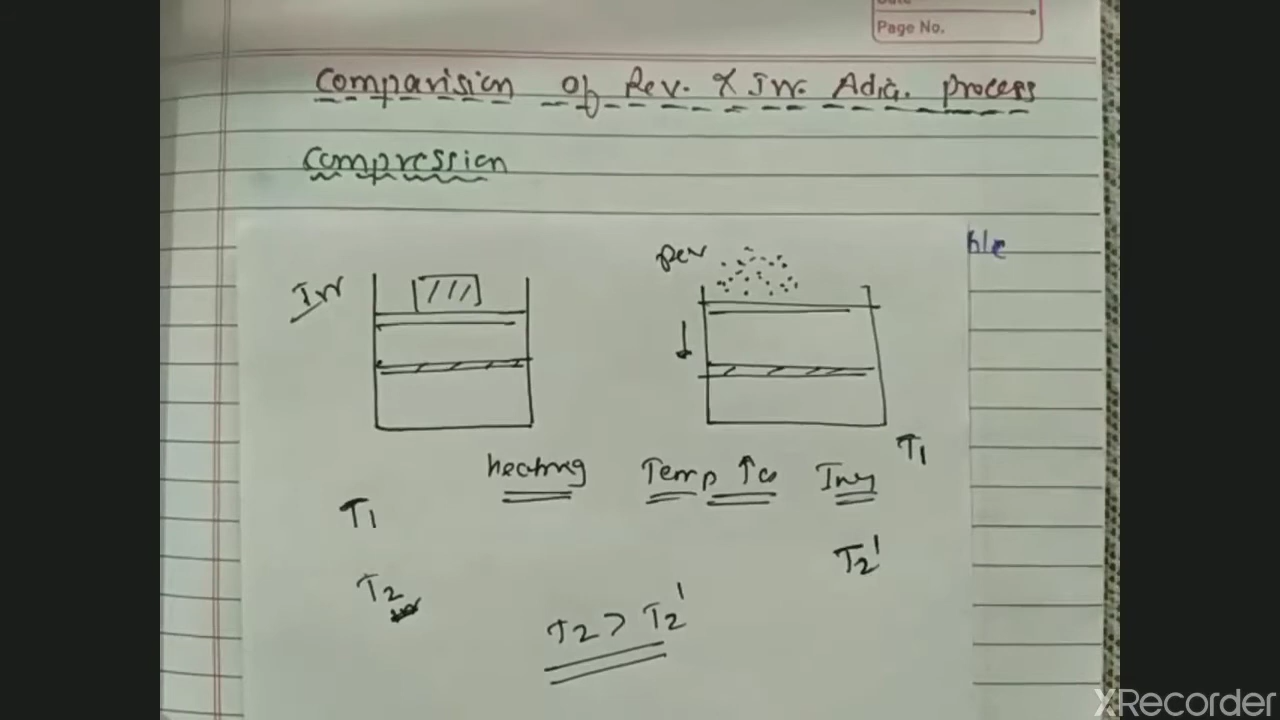 Page No.
Comparision of Rev. & Irr. Adia. process
Compression
ble
Rev
Irr
T1
heating Temp ↑es
T1
T2'
T2
T2 > T2'
XRecorder